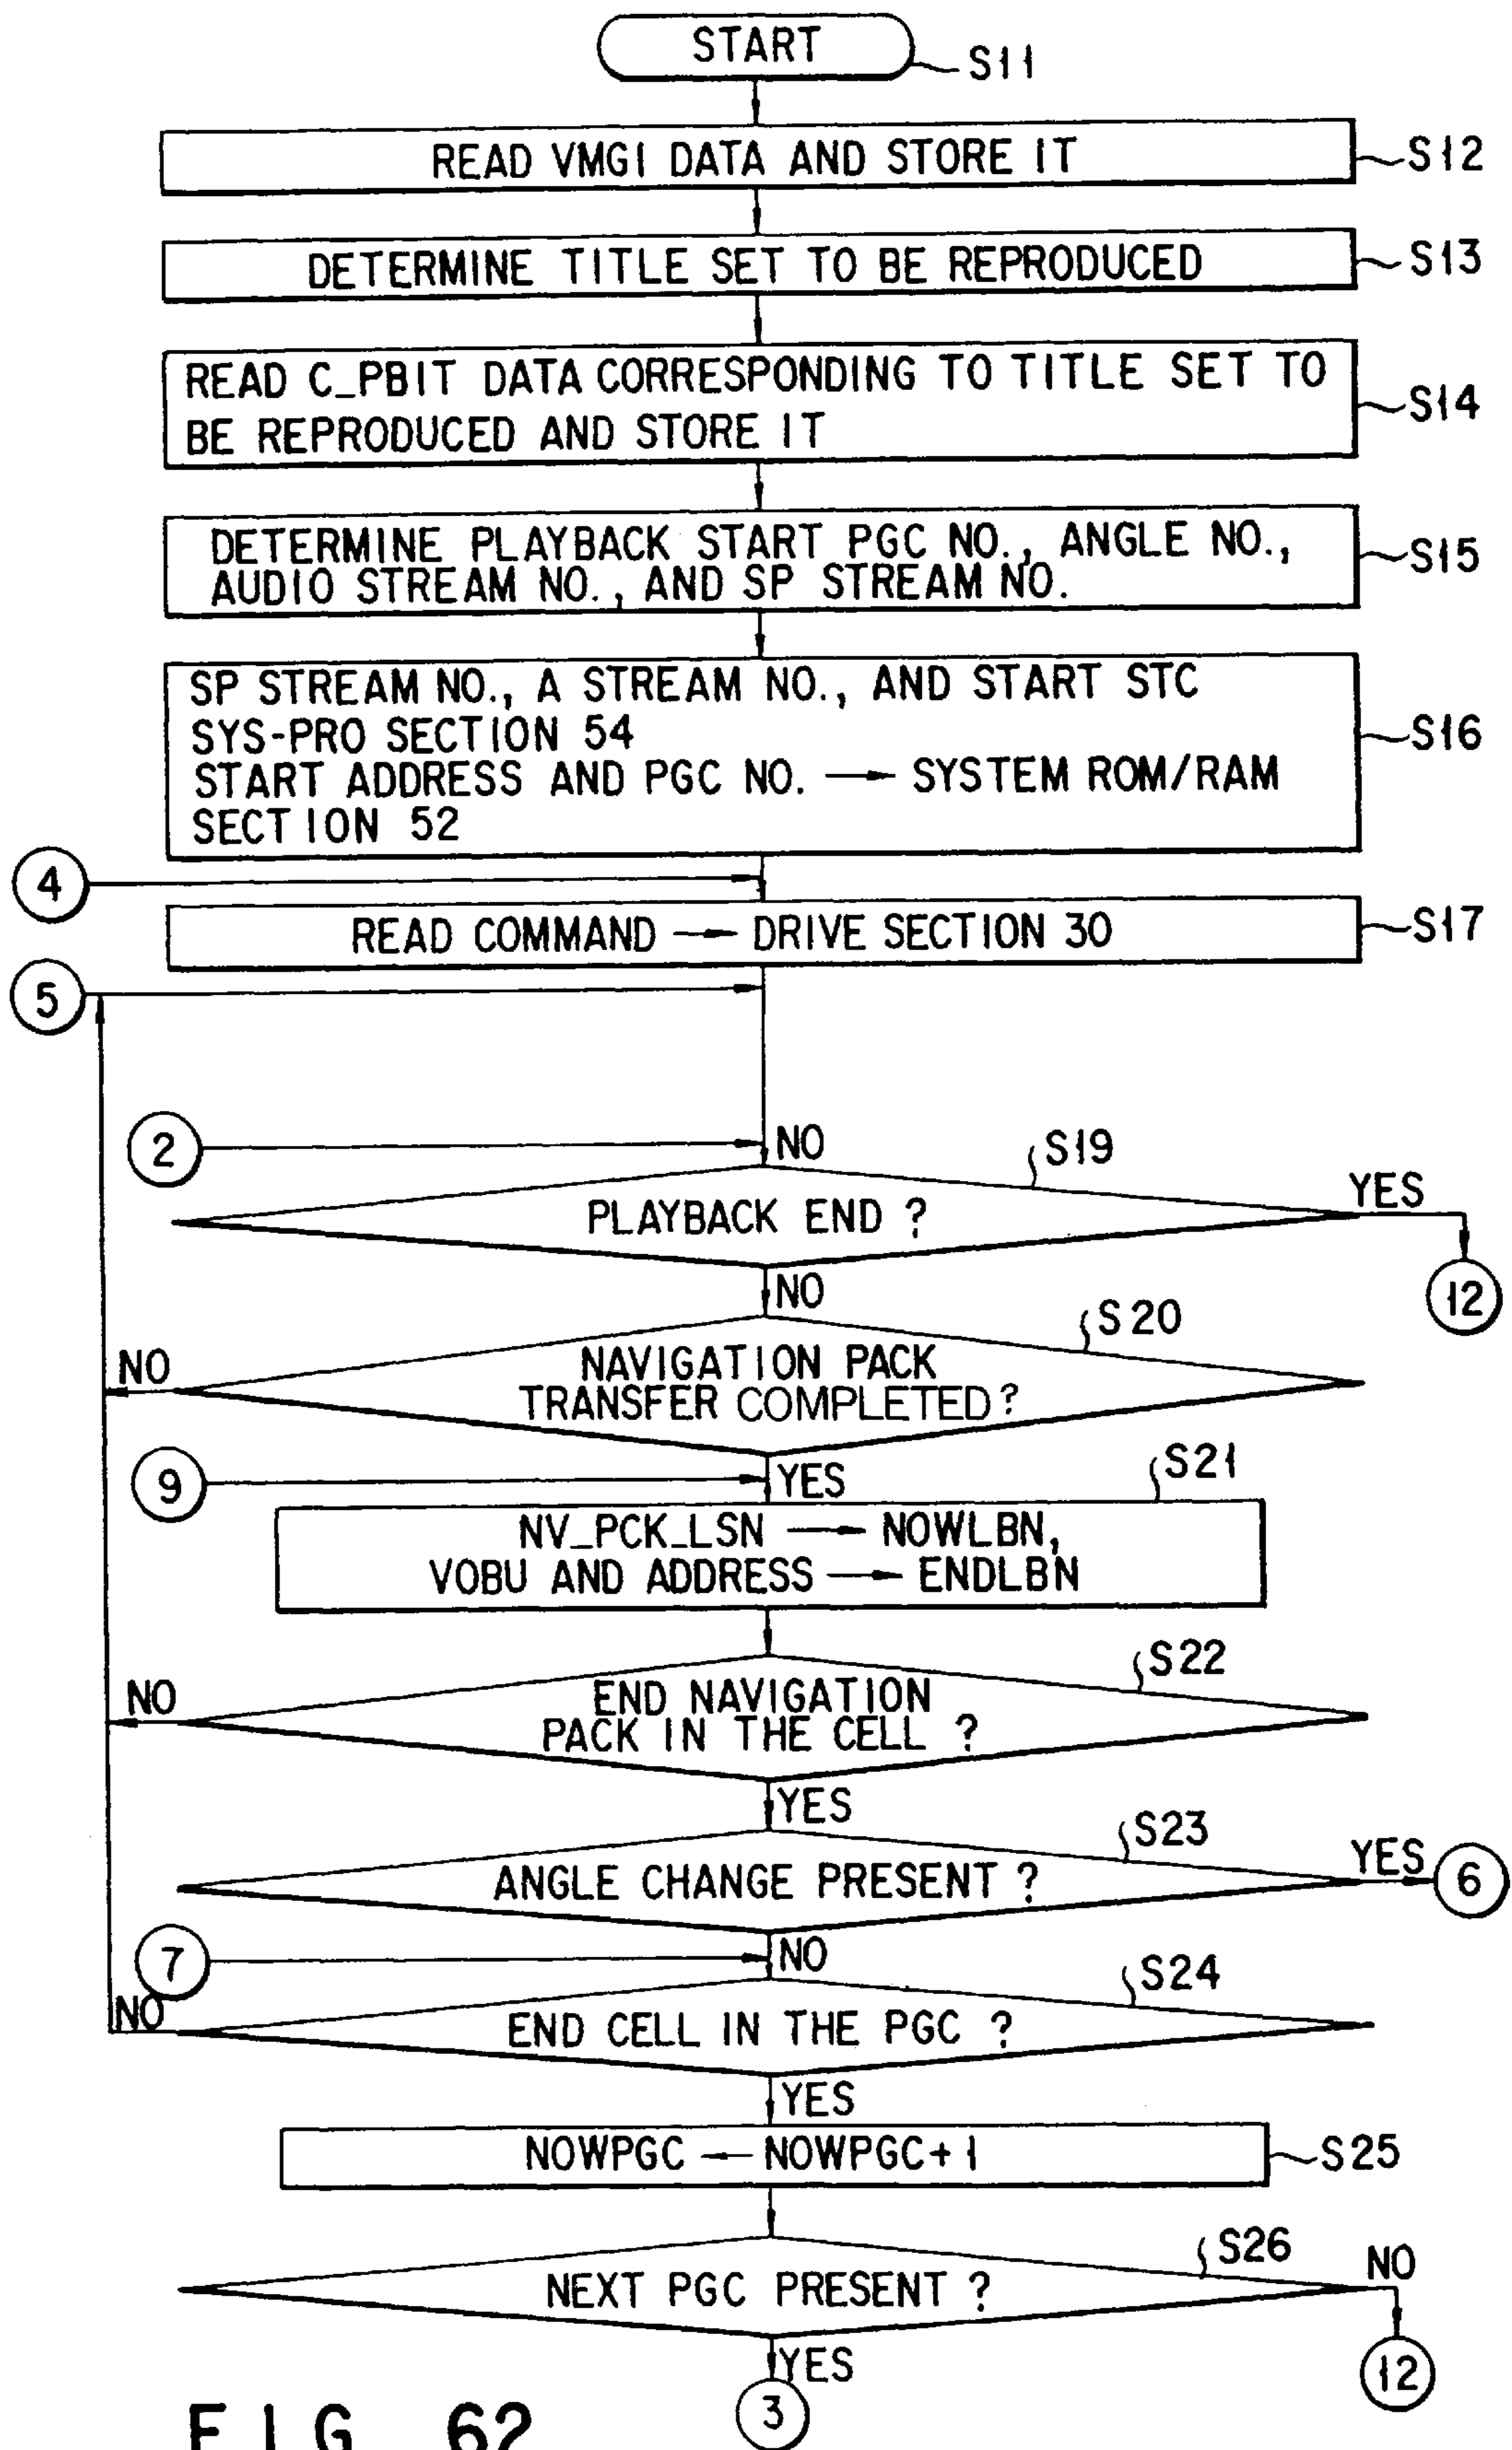 START
S11
READ VMGI DATA AND STORE IT
S12
DETERMINE TITLE SET TO BE REPRODUCED
S13
READ C_PBIT DATA CORRESPONDING TO TITLE SET TO
BE REPRODUCED AND STORE IT
S14
DETERMINE PLAYBACK START PGC NO., ANGLE NO.,
AUDIO STREAM NO., AND SP STREAM NO.
S15
SP STREAM NO., A STREAM NO., AND START STC
SYS-PRO SECTION 54
START ADDRESS AND PGC NO. → SYSTEM ROM/RAM
SECTION 52
S16
4
READ COMMAND → DRIVE SECTION 30
S17
5
2
NO
S19
PLAYBACK END ?
YES
12
NO
S20
NAVIGATION PACK
TRANSFER COMPLETED?
NO
9
YES
S21
NV_PCK_LSN → NOWLBN,
VOBU AND ADDRESS → ENDLBN
S22
END NAVIGATION
PACK IN THE CELL ?
NO
YES
S23
ANGLE CHANGE PRESENT ?
YES
6
7
NO
S24
END CELL IN THE PGC ?
NO
YES
NOWPGC ← NOWPGC+1
S25
S26
NEXT PGC PRESENT ?
NO
12
YES
3
FIG. 62